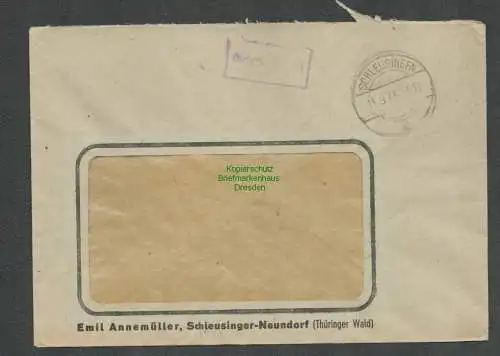 SCHLEUSINGEN
Kopierschutz
Briefmarkenhaus
Dresden
Emil Annemüller, Schleusinger-Neundorf (Thüringer Wald)